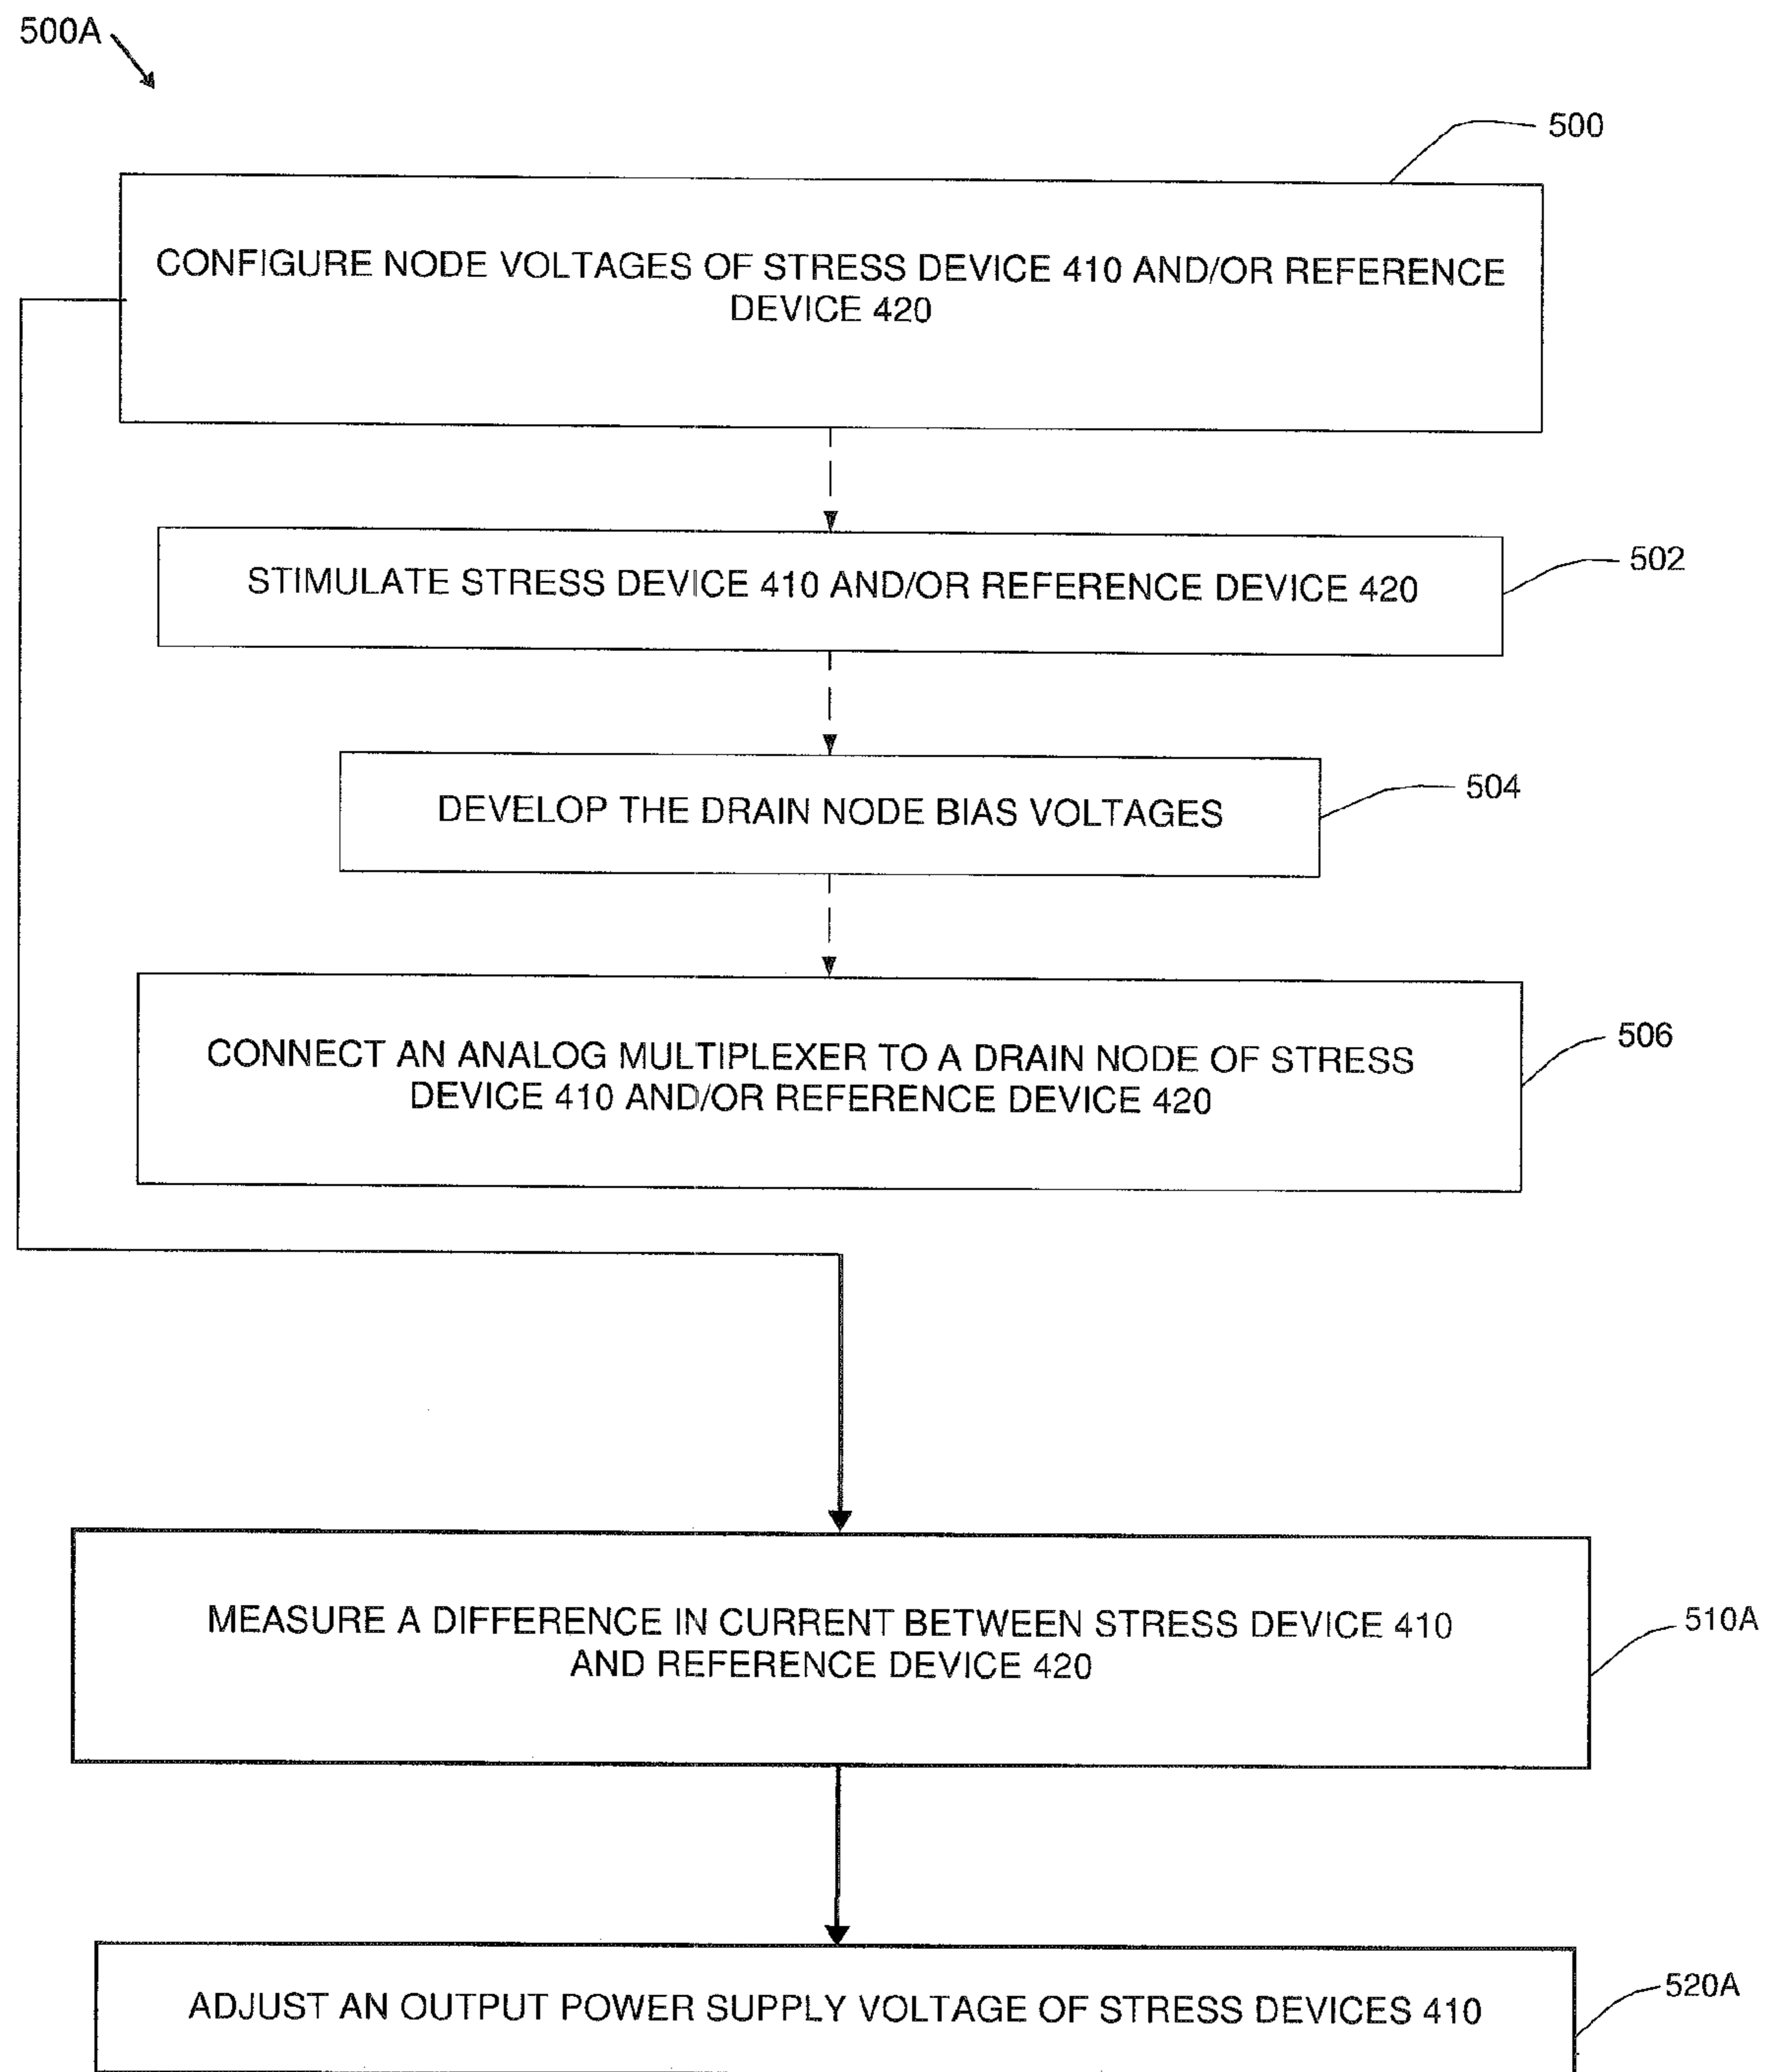 500A
500
CONFIGURE NODE VOLTAGES OF STRESS DEVICE 410 AND/OR REFERENCE
DEVICE 420
502
STIMULATE STRESS DEVICE 410 AND/OR REFERENCE DEVICE 420
504
DEVELOP THE DRAIN NODE BIAS VOLTAGES
506
CONNECT AN ANALOG MULTIPLEXER TO A DRAIN NODE OF STRESS
DEVICE 410 AND/OR REFERENCE DEVICE 420
510A
MEASURE A DIFFERENCE IN CURRENT BETWEEN STRESS DEVICE 410
AND REFERENCE DEVICE 420
520A
ADJUST AN OUTPUT POWER SUPPLY VOLTAGE OF STRESS DEVICES 410